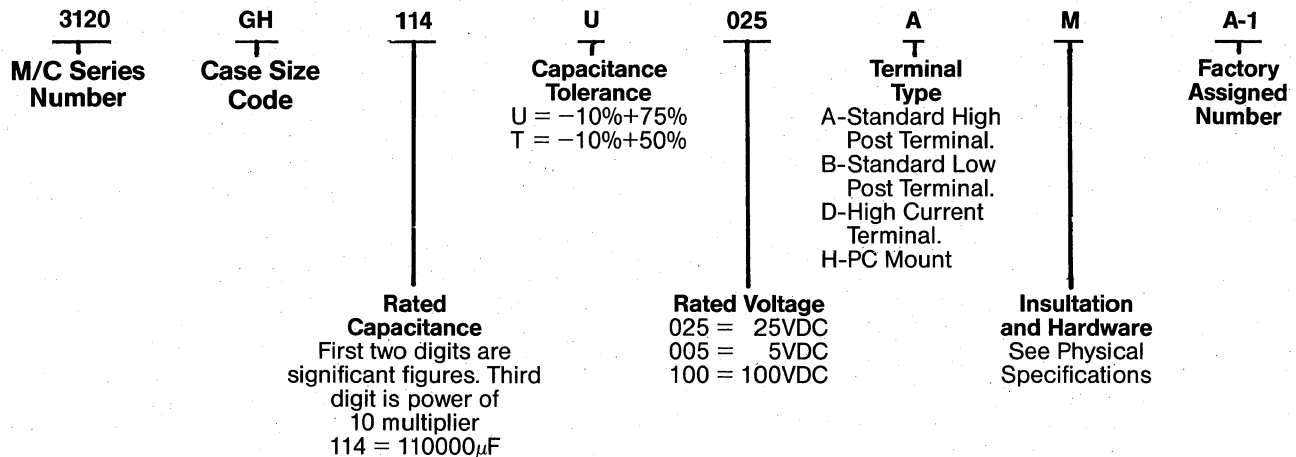 3120 GH 114 U 025 A M A-1
M/C Series
Number
Case Size
Code
Capacitance
Tolerance
U = −10%+75%
T = −10%+50%
Terminal
Type
A-Standard High
Post Terminal.
B-Standard Low
Post Terminal.
D-High Current
Terminal.
H-PC Mount
Factory
Assigned
Number
Rated
Capacitance
First two digits are
significant figures. Third
digit is power of
10 multiplier
114 = 110000µF
Rated Voltage
025 = 25VDC
005 = 5VDC
100 = 100VDC
Insultation
and Hardware
See Physical
Specifications